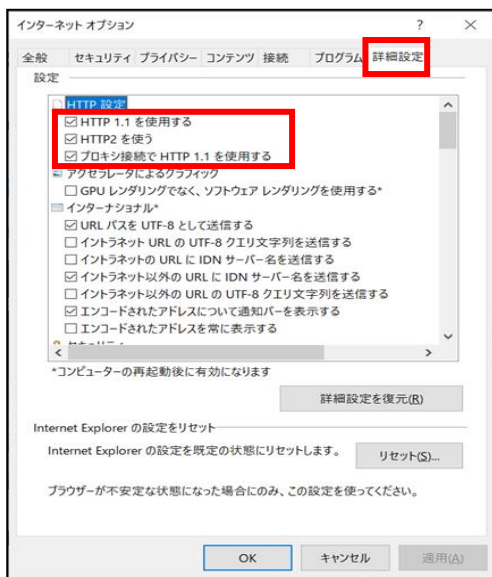 インターネット オプション
全般 セキュリティ プライバシー コンテンツ 接続 プログラム 詳細設定
設定
HTTP 設定
HTTP 1.1 を使用する
HTTP2 を使う
プロキシ接続で HTTP 1.1 を使用する
アクセラレータによるグラフィック
GPU レンダリングでなく、ソフトウェア レンダリングを使用する*
インターナショナル*
URL パスを UTF-8 として送信する
イントラネット URL の UTF-8 クエリ文字列を送信する
イントラネットの URL に IDN サーバー名を送信する
イントラネット以外の URL に IDN サーバー名を送信する
イントラネット以外の URL の UTF-8 クエリ文字列を送信する
エンコードされたアドレスについて通知バーを表示する
エンコードされたアドレスを常に表示する
*コンピューターの再起動後に有効になります
詳細設定を復元(R)
Internet Explorer の設定をリセット
Internet Explorer の設定を既定の状態にリセットします。
リセット(S)...
ブラウザーが不安定な状態になった場合にのみ、この設定を使ってください。
OK キャンセル 適用(A)